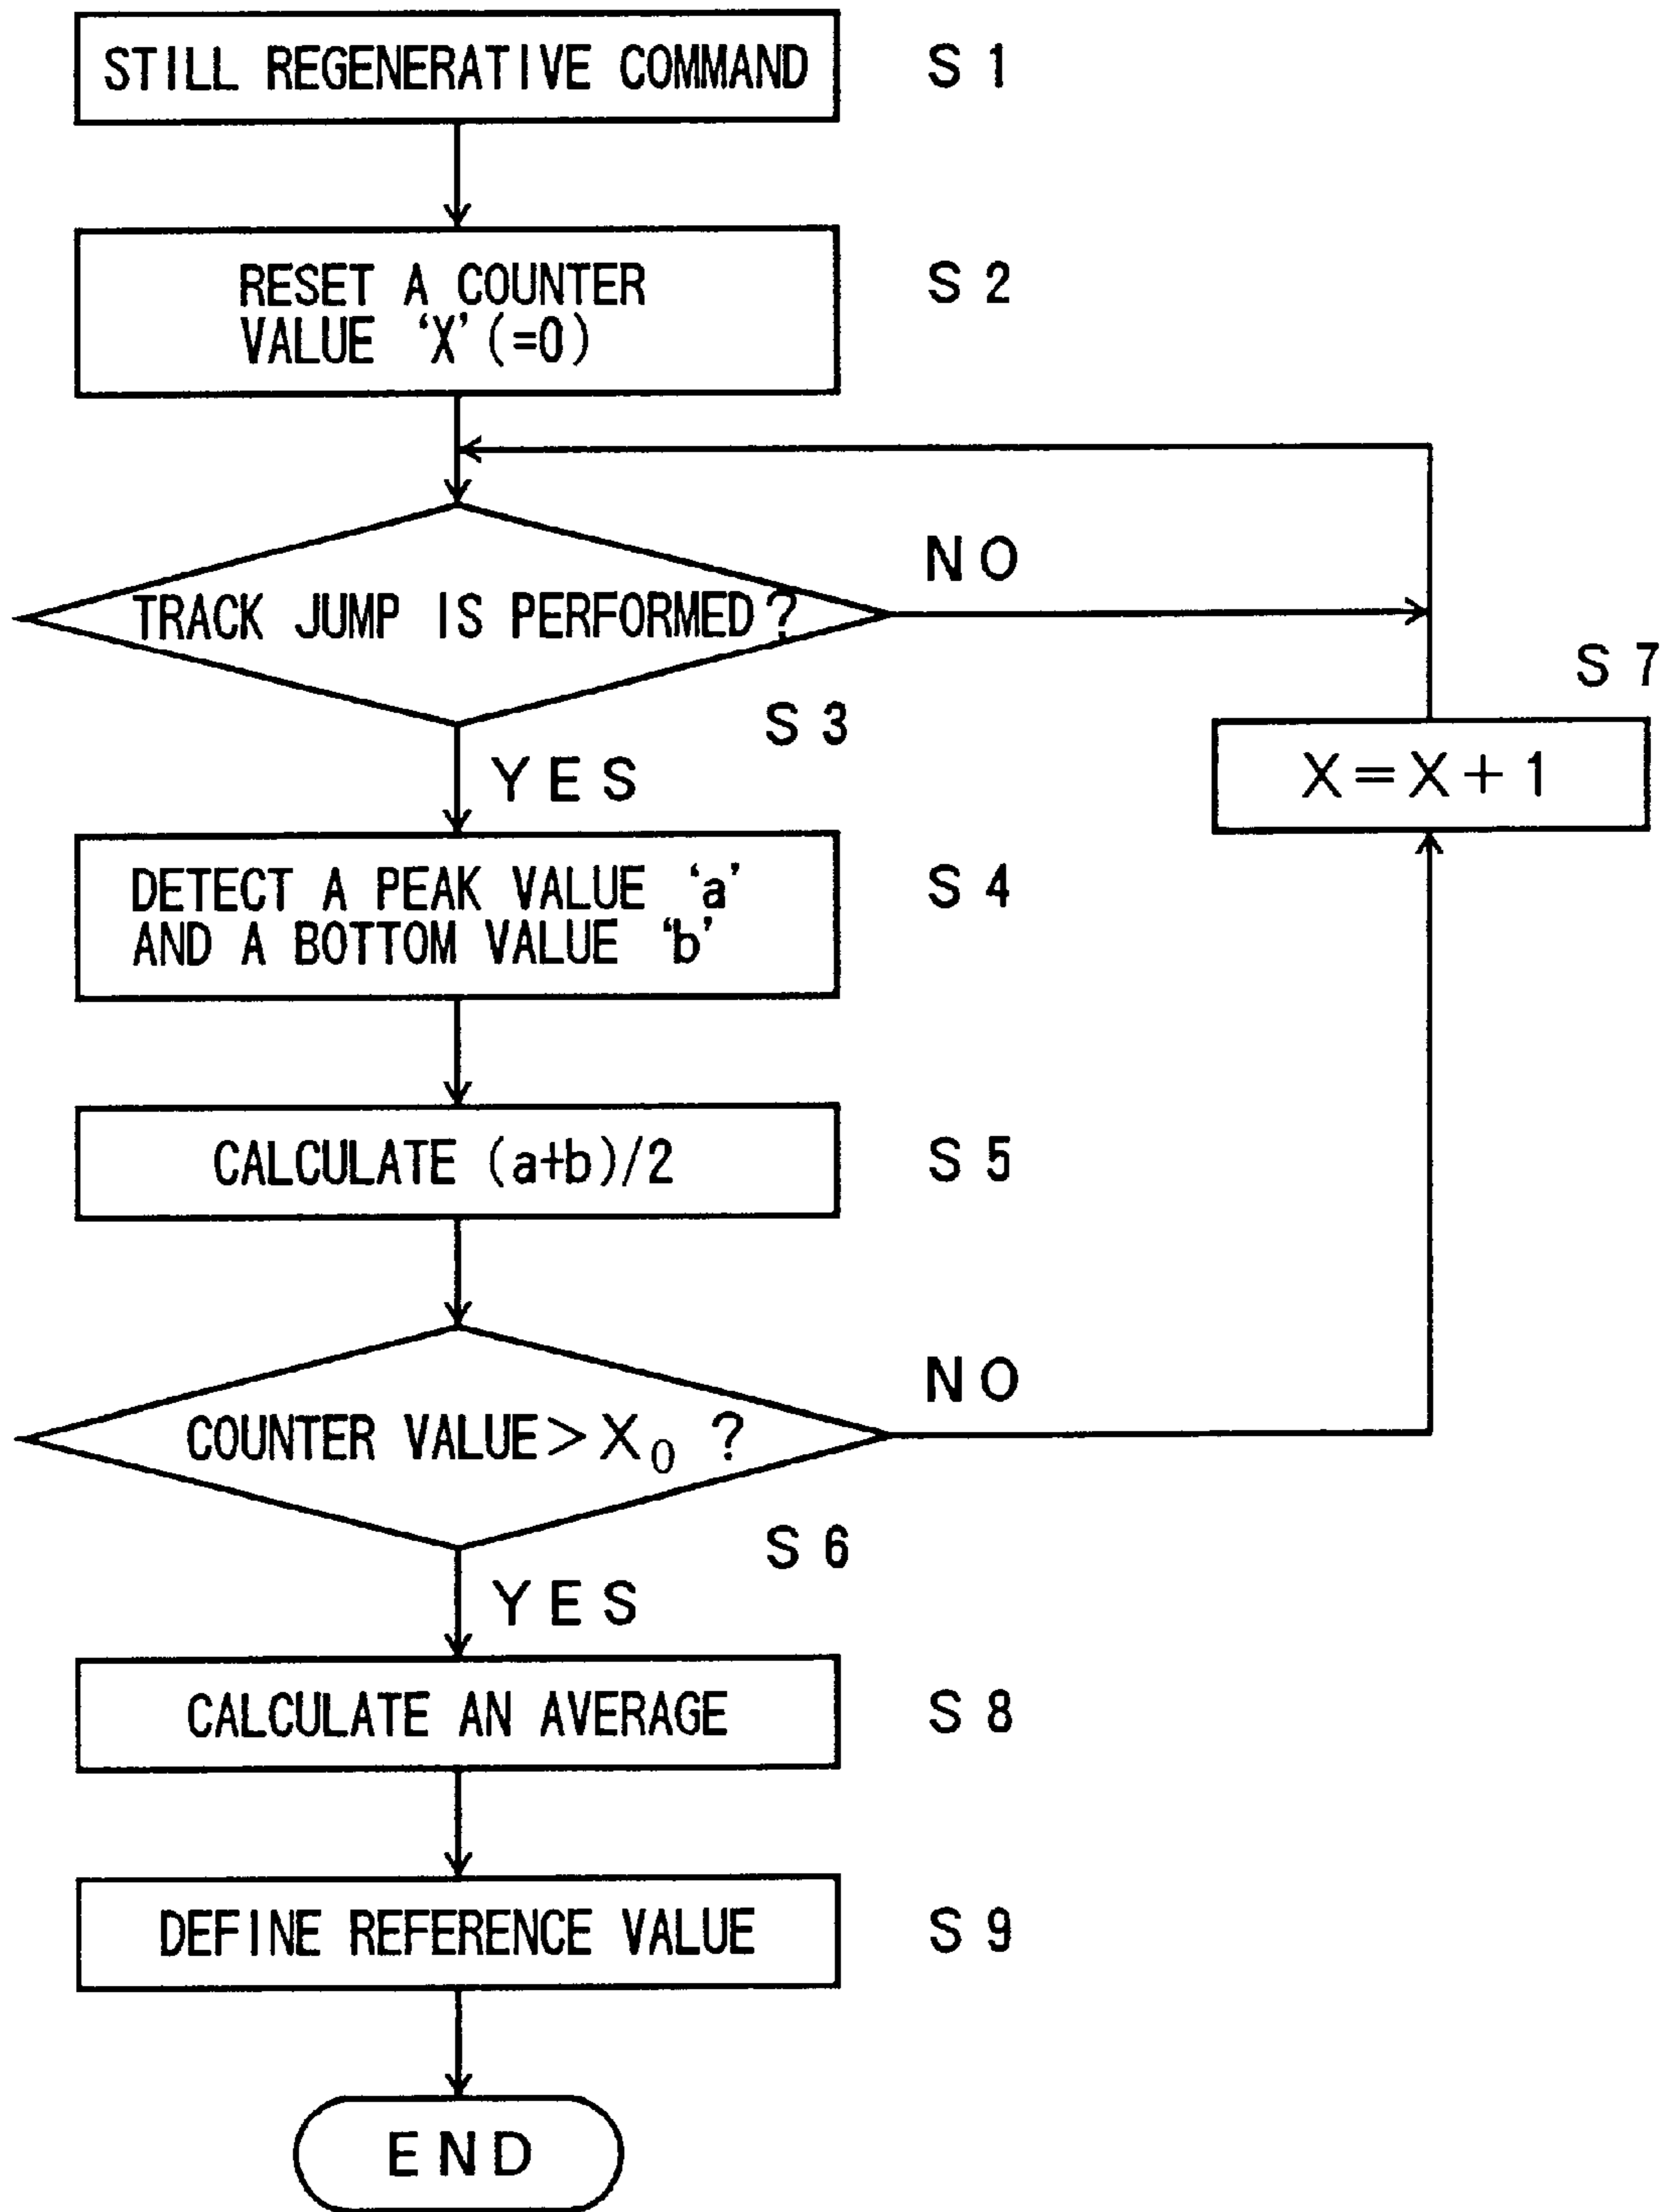 STILL REGENERATIVE COMMAND
S 1
RESET A COUNTER
VALUE ‘X’ (=0)
S 2
TRACK JUMP IS PERFORMED?
NO
S 3
YES
S 7
X=X+1
DETECT A PEAK VALUE ‘a’
AND A BOTTOM VALUE ‘b’
S 4
CALCULATE (a+b)/2
S 5
COUNTER VALUE>X₀ ?
NO
S 6
YES
CALCULATE AN AVERAGE
S 8
DEFINE REFERENCE VALUE
S 9
END